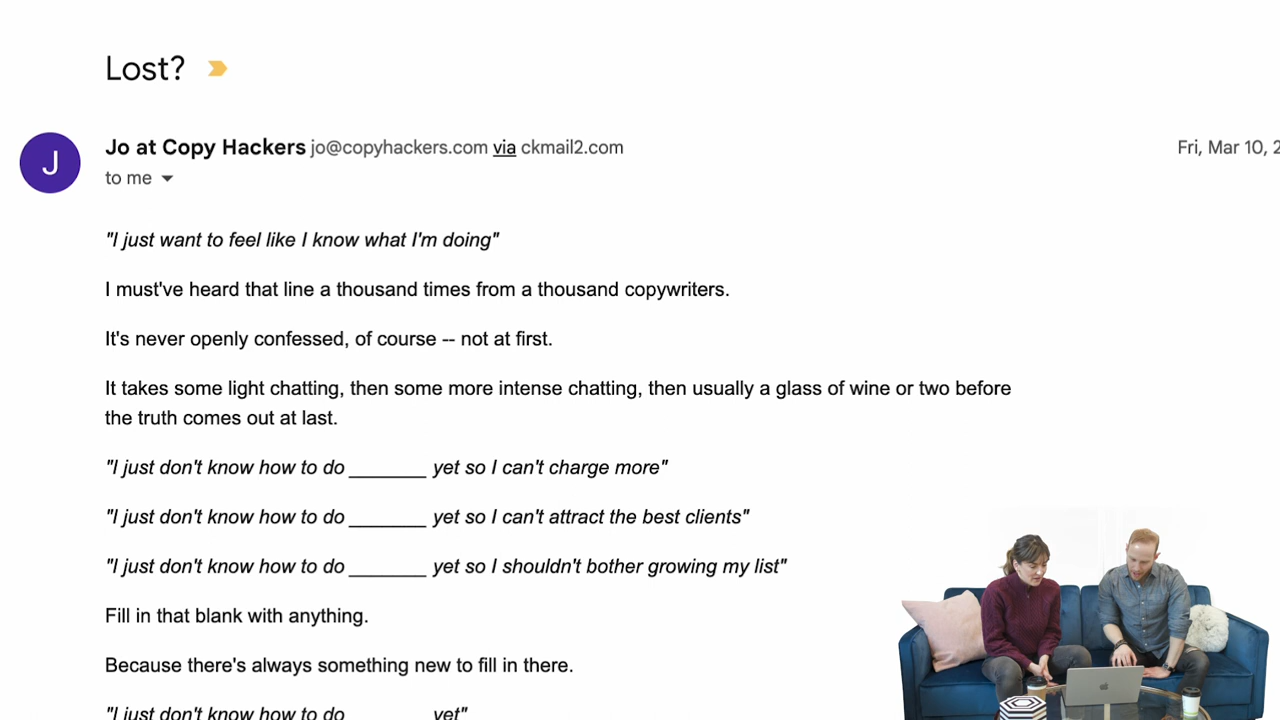 Lost?
Jo at Copy Hackers jo@copyhackers.com via ckmail2.com
Fri, Mar 10, 2
J
to me
"I just want to feel like I know what I'm doing"
I must've heard that line a thousand times from a thousand copywriters.
It's never openly confessed, of course -- not at first.
It takes some light chatting, then some more intense chatting, then usually a glass of wine or two before
the truth comes out at last.
"I just don't know how to do _______ yet so I can't charge more"
"I just don't know how to do _______ yet so I can't attract the best clients"
"I just don't know how to do _______ yet so I shouldn't bother growing my list"
Fill in that blank with anything.
Because there's always something new to fill in there.
"I just don't know how to do _______ yet"